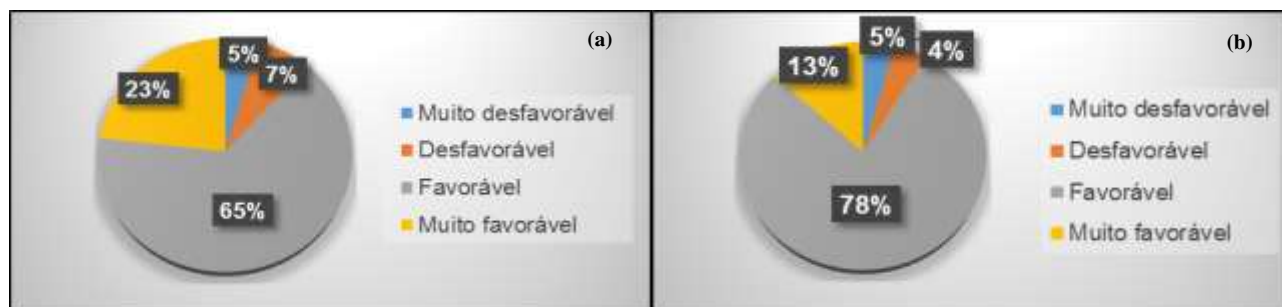 (a)
5%
7%
23%
65%
Muito desfavorável
Desfavorável
Favorável
Muito favorável
(b)
5%
4%
13%
78%
Muito desfavorável
Desfavorável
Favorável
Muito favorável